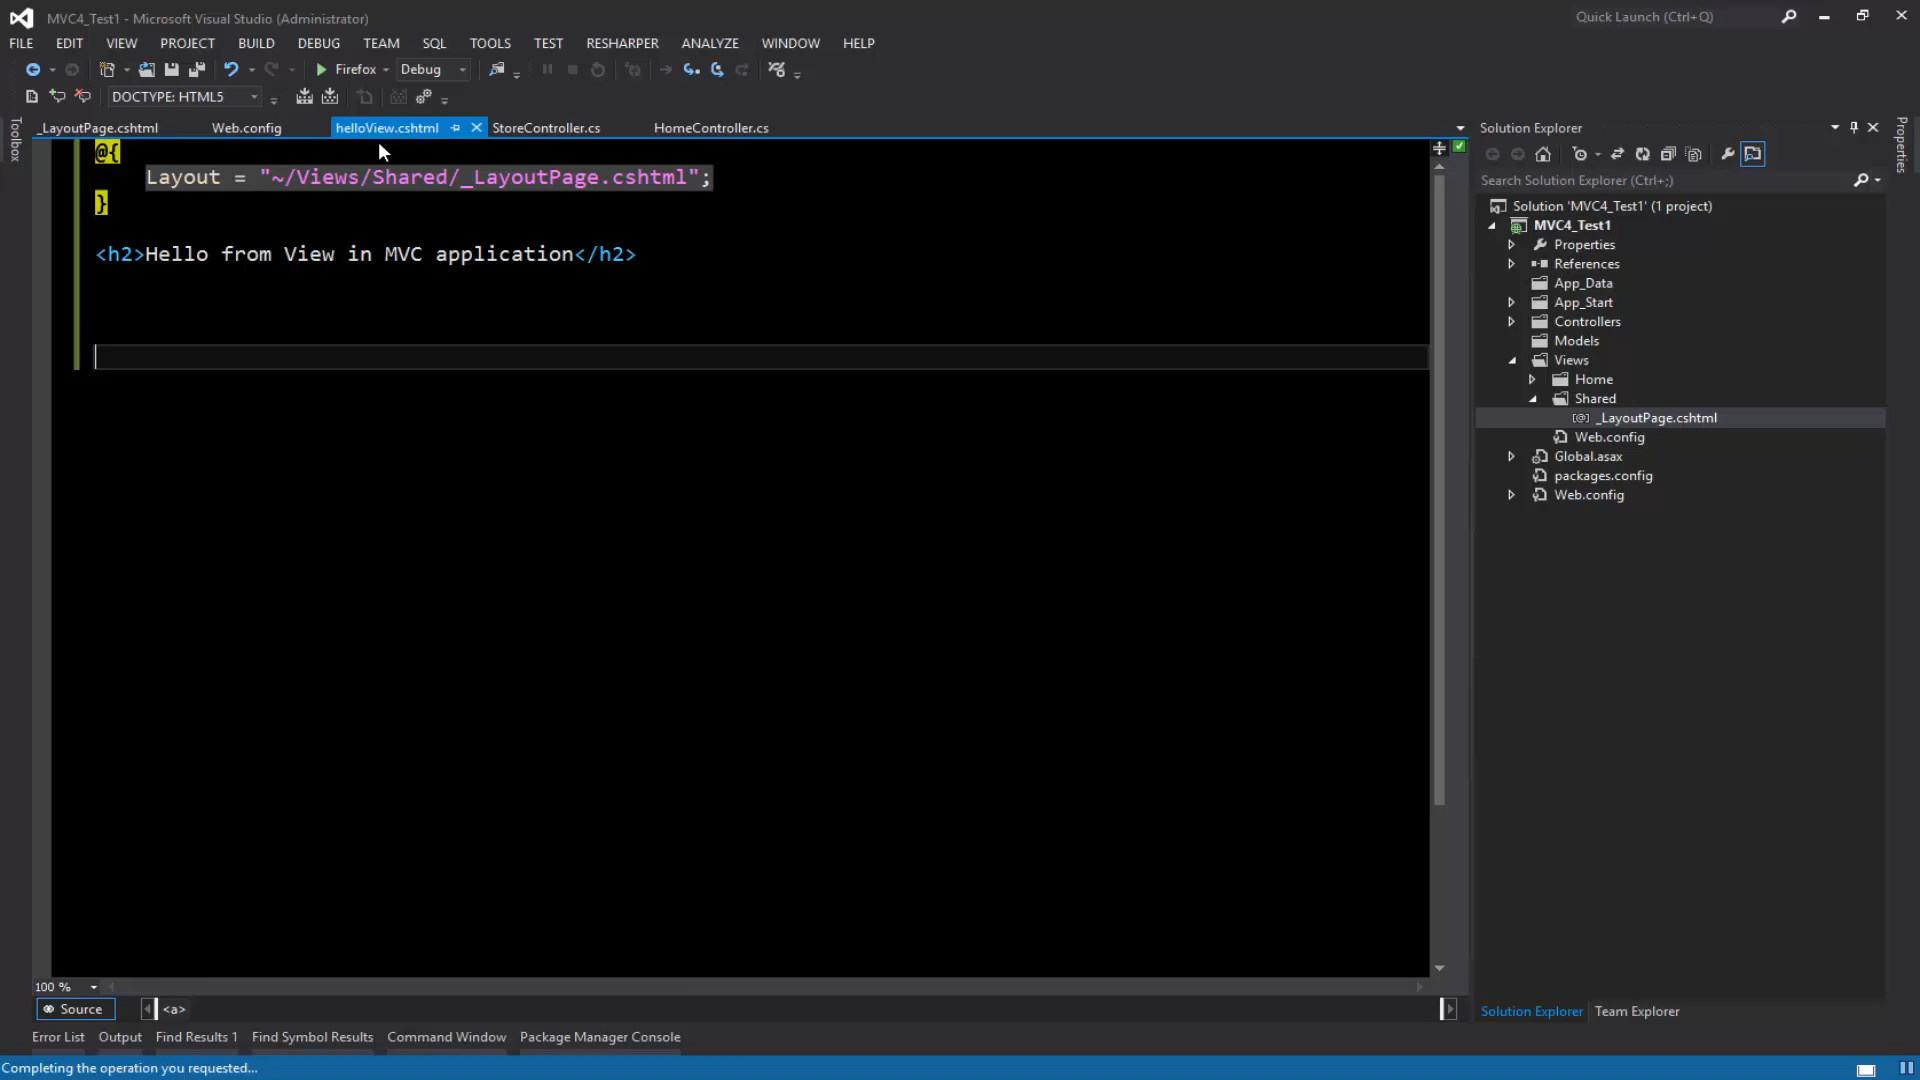 MVC4_Test1 - Microsoft Visual Studio (Administrator)
Quick Launch (Ctrl+Q)
FILE EDIT VIEW PROJECT BUILD DEBUG TEAM SQL TOOLS TEST RESHARPER ANALYZE WINDOW HELP
Firefox Debug
DOCTYPE: HTML5
Toolbox
_LayoutPage.cshtml Web.config helloView.cshtml StoreController.cs HomeController.cs
@{
Layout = "~/Views/Shared/_LayoutPage.cshtml";
}
<h2>Hello from View in MVC application</h2>
100 %
Source <a>
Error List Output Find Results 1 Find Symbol Results Command Window Package Manager Console
Completing the operation you requested...
Solution Explorer
Search Solution Explorer (Ctrl+;)
Solution 'MVC4_Test1' (1 project)
MVC4_Test1
Properties
References
App_Data
App_Start
Controllers
Models
Views
Home
Shared
[@] _LayoutPage.cshtml
Web.config
Global.asax
packages.config
Web.config
Solution Explorer Team Explorer
Properties